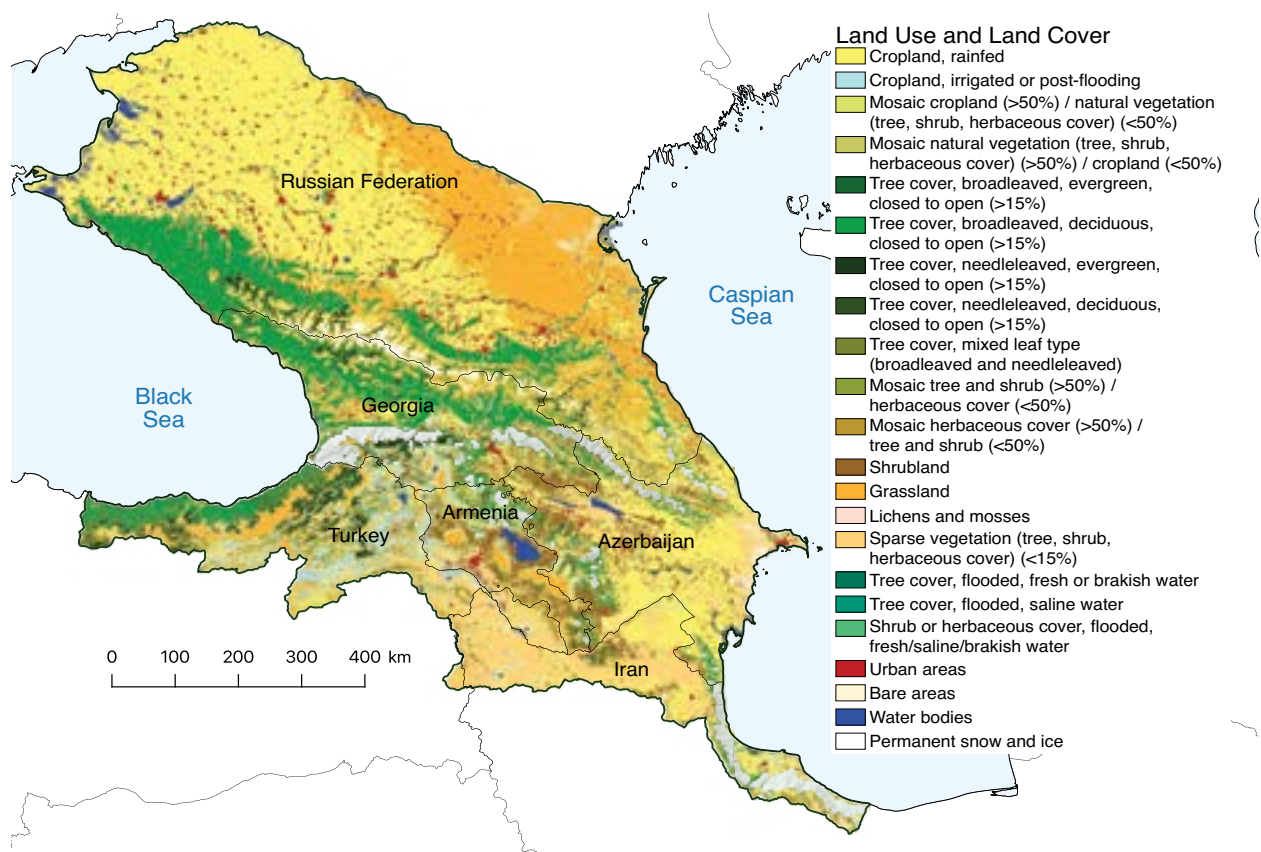 Land Use and Land Cover
Cropland, rainfed
Cropland, irrigated or post-flooding
Mosaic cropland (>50%) / natural vegetation
(tree, shrub, herbaceous cover) (<50%)
Mosaic natural vegetation (tree, shrub,
herbaceous cover) (>50%) / cropland (<50%)
Tree cover, broadleaved, evergreen,
closed to open (>15%)
Tree cover, broadleaved, deciduous,
closed to open (>15%)
Tree cover, needleleaved, evergreen,
closed to open (>15%)
Tree cover, needleleaved, deciduous,
closed to open (>15%)
Tree cover, mixed leaf type
(broadleaved and needleleaved)
Mosaic tree and shrub (>50%) /
herbaceous cover (<50%)
Mosaic herbaceous cover (>50%) /
tree and shrub (<50%)
Shrubland
Grassland
Lichens and mosses
Sparse vegetation (tree, shrub,
herbaceous cover) (<15%)
Tree cover, flooded, fresh or brakish water
Tree cover, flooded, saline water
Shrub or herbaceous cover, flooded,
fresh/saline/brakish water
Urban areas
Bare areas
Water bodies
Permanent snow and ice
Russian Federation
Caspian
Sea
Black
Sea
Georgia
Armenia
Turkey
Azerbaijan
Iran
0 100 200 300 400 km